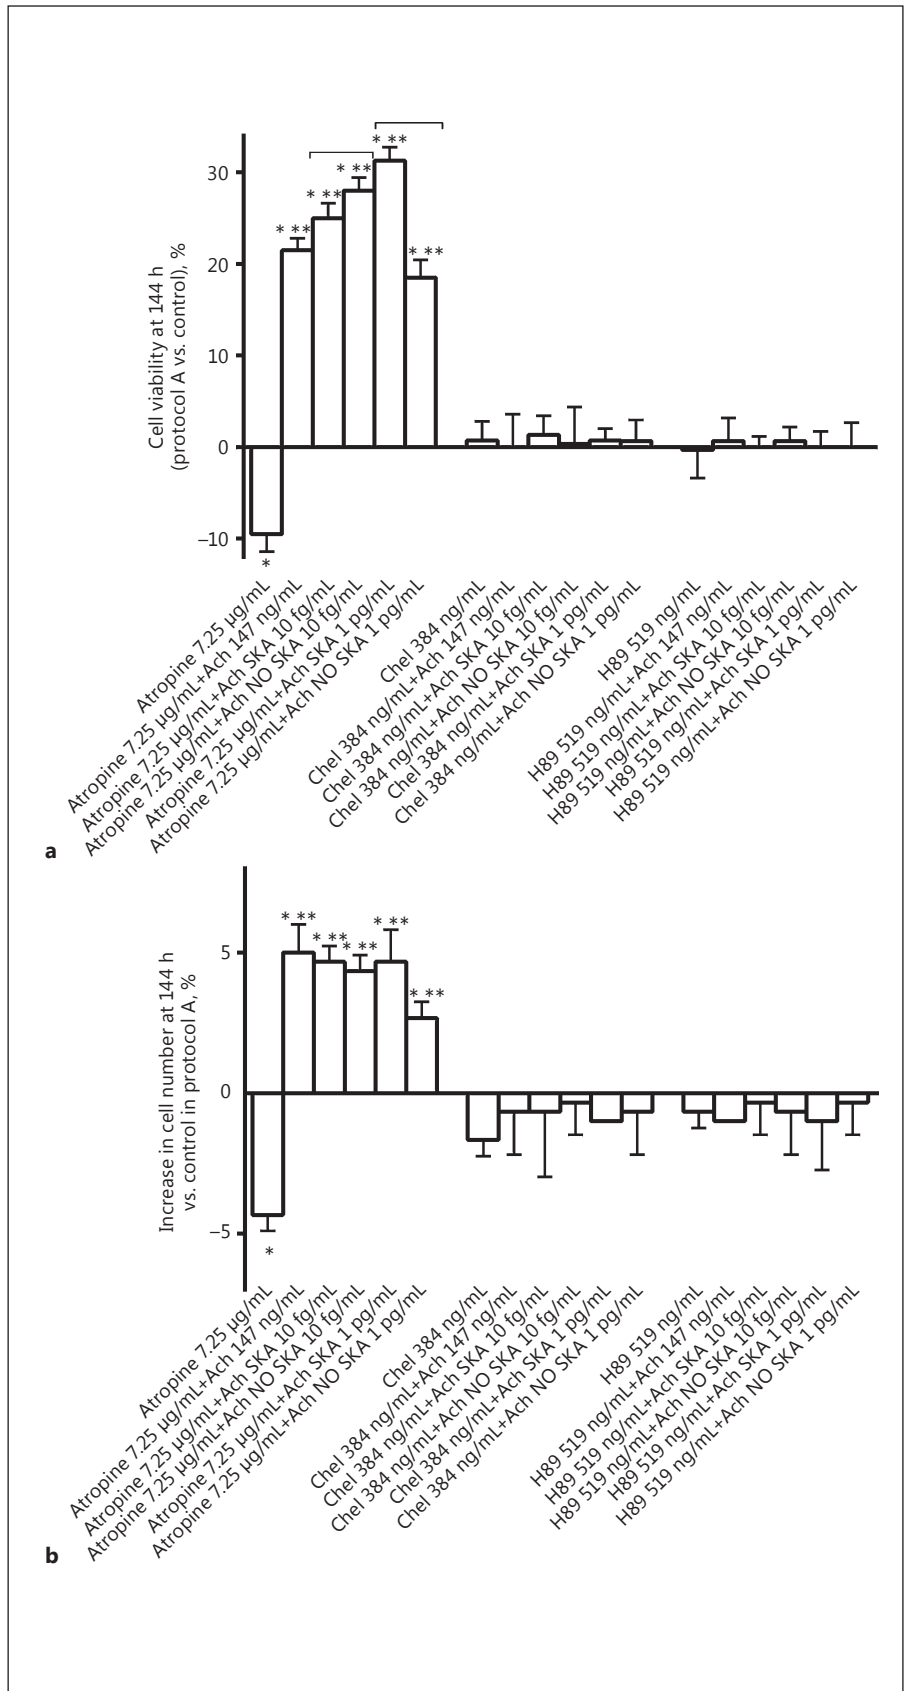 * **
* **
* **
* **
* **
*
30
20
10
0
–10
Cell viability at 144 h
(protocol A vs. control), %
Atropine 7.25 µg/mL
Atropine 7.25 µg/mL+Ach 147 ng/mL
Atropine 7.25 µg/mL+Ach SKA 10 fg/mL
Atropine 7.25 µg/mL+Ach NO SKA 10 fg/mL
Atropine 7.25 µg/mL+Ach SKA 1 pg/mL
Atropine 7.25 µg/mL+Ach NO SKA 1 pg/mL
Chel 384 ng/mL
Chel 384 ng/mL+Ach 147 ng/mL
Chel 384 ng/mL+Ach SKA 10 fg/mL
Chel 384 ng/mL+Ach NO SKA 10 fg/mL
Chel 384 ng/mL+Ach SKA 1 pg/mL
Chel 384 ng/mL+Ach NO SKA 1 pg/mL
H89 519 ng/mL
H89 519 ng/mL+Ach 147 ng/mL
H89 519 ng/mL+Ach SKA 10 fg/mL
H89 519 ng/mL+Ach NO SKA 10 fg/mL
H89 519 ng/mL+Ach SKA 1 pg/mL
H89 519 ng/mL+Ach NO SKA 1 pg/mL
a
* **
* **
* **
* **
* **
*
5
0
–5
Increase in cell number at 144 h
vs. control in protocol A, %
Atropine 7.25 µg/mL
Atropine 7.25 µg/mL+Ach 147 ng/mL
Atropine 7.25 µg/mL+Ach SKA 10 fg/mL
Atropine 7.25 µg/mL+Ach NO SKA 10 fg/mL
Atropine 7.25 µg/mL+Ach SKA 1 pg/mL
Atropine 7.25 µg/mL+Ach NO SKA 1 pg/mL
Chel 384 ng/mL
Chel 384 ng/mL+Ach 147 ng/mL
Chel 384 ng/mL+Ach SKA 10 fg/mL
Chel 384 ng/mL+Ach NO SKA 10 fg/mL
Chel 384 ng/mL+Ach SKA 1 pg/mL
Chel 384 ng/mL+Ach NO SKA 1 pg/mL
H89 519 ng/mL
H89 519 ng/mL+Ach 147 ng/mL
H89 519 ng/mL+Ach SKA 10 fg/mL
H89 519 ng/mL+Ach NO SKA 10 fg/mL
H89 519 ng/mL+Ach SKA 1 pg/mL
H89 519 ng/mL+Ach NO SKA 1 pg/mL
b